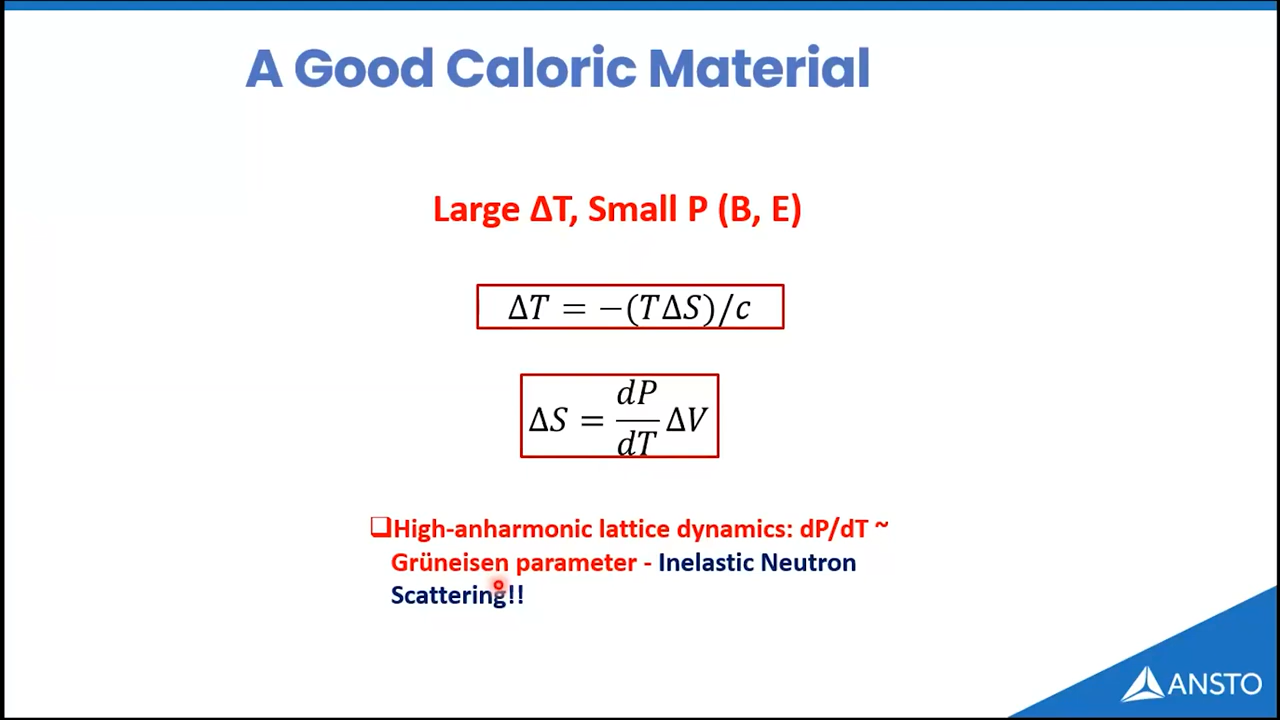 A Good Caloric Material
Large ΔT, Small P (B, E)
ΔT = −(TΔS)/c
ΔS = dP/dT ΔV
❑High-anharmonic lattice dynamics: dP/dT ~
Grüneisen parameter - Inelastic Neutron
Scattering!!
ANSTO